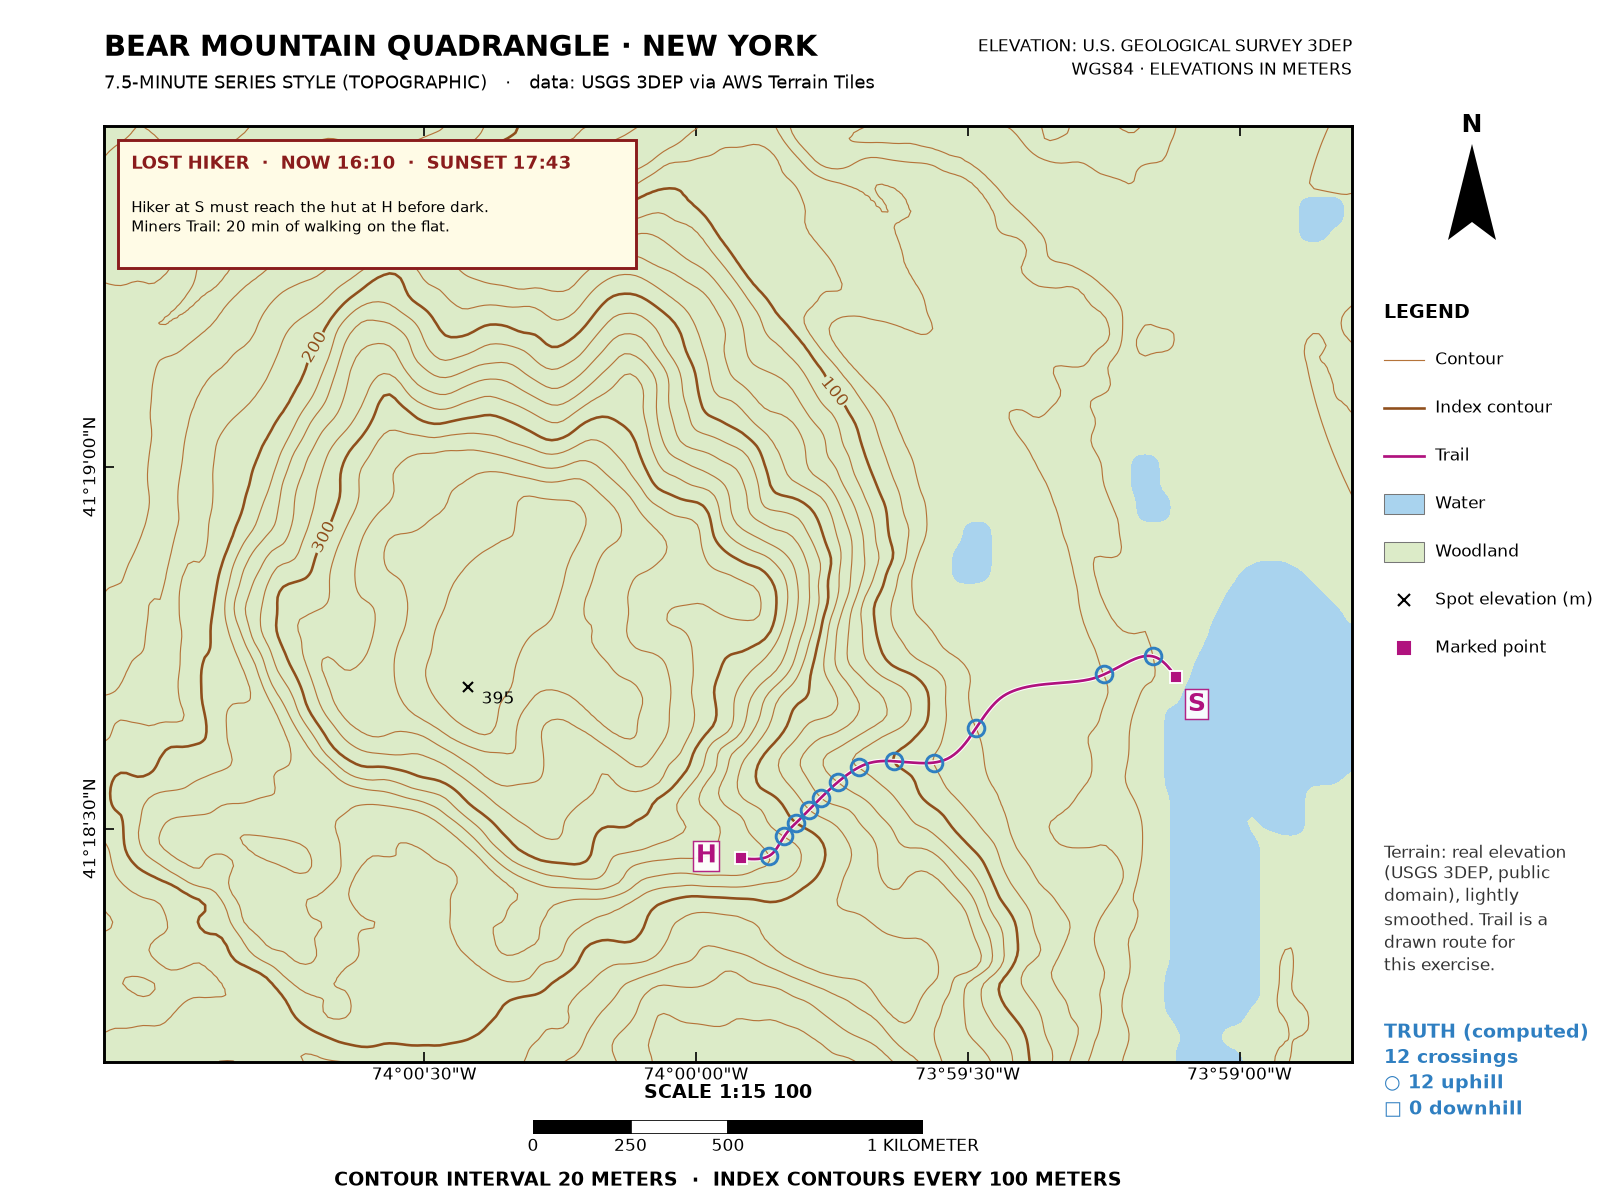 BEAR MOUNTAIN QUADRANGLE · NEW YORK
7.5-MINUTE SERIES STYLE (TOPOGRAPHIC) · data: USGS 3DEP via AWS Terrain Tiles
ELEVATION: U.S. GEOLOGICAL SURVEY 3DEP
WGS84 · ELEVATIONS IN METERS
LOST HIKER · NOW 16:10 · SUNSET 17:43
Hiker at S must reach the hut at H before dark.
Miners Trail: 20 min of walking on the flat.
200
100
300
395
S
H
41°19'00"N
41°18'30"N
74°00'30"W
74°00'00"W
73°59'30"W
73°59'00"W
N
LEGEND
Contour
Index contour
Trail
Water
Woodland
Spot elevation (m)
Marked point
Terrain: real elevation
(USGS 3DEP, public
domain), lightly
smoothed. Trail is a
drawn route for
this exercise.
TRUTH (computed)
12 crossings
○ 12 uphill
□ 0 downhill
SCALE 1:15 100
0 250 500 1 KILOMETER
CONTOUR INTERVAL 20 METERS · INDEX CONTOURS EVERY 100 METERS